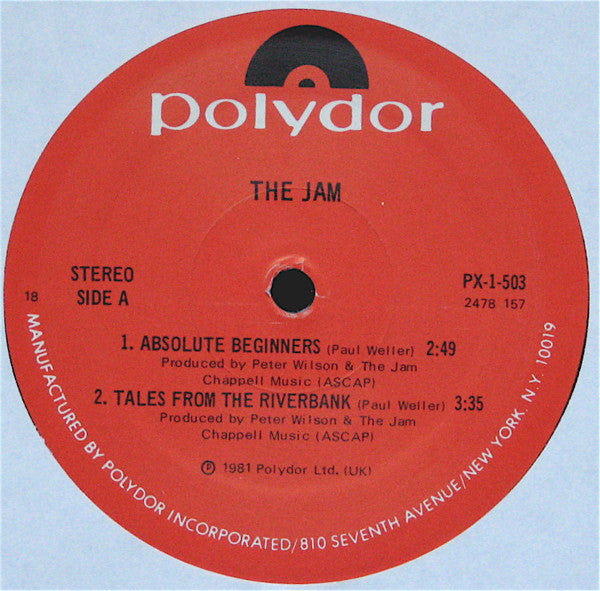 polydor
THE JAM
STEREO
SIDE A
PX-1-503
2478 157
18
1. ABSOLUTE BEGINNERS (Paul Weller) 2:49
Produced by Peter Wilson & The Jam
Chappell Music (ASCAP)
2. TALES FROM THE RIVERBANK (Paul Weller) 3:35
Produced by Peter Wilson & The Jam
Chappell Music (ASCAP)
℗ 1981 Polydor Ltd. (UK)
MANUFACTURED BY POLYDOR INCORPORATED/810 SEVENTH AVENUE/NEW YORK, N.Y. 10019